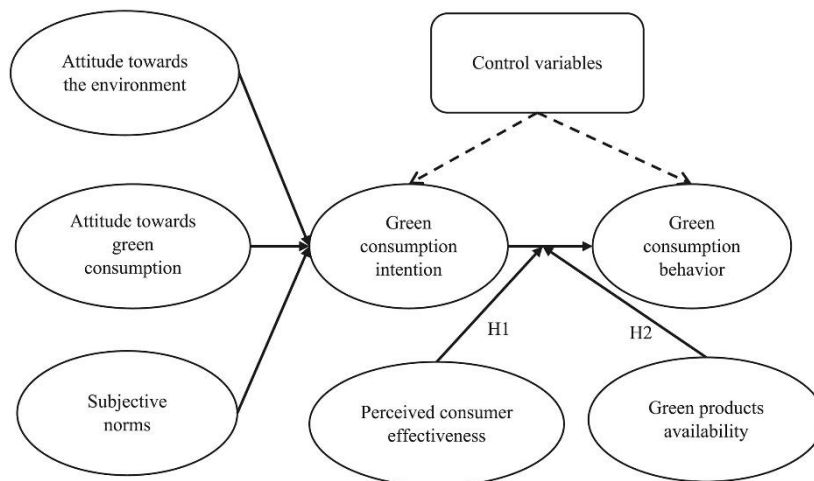 Attitude towards
the environment
Control variables
Attitude towards
green
consumption
Green
consumption
intention
Green
consumption
behavior
H1
H2
Subjective
norms
Perceived consumer
effectiveness
Green products
availability